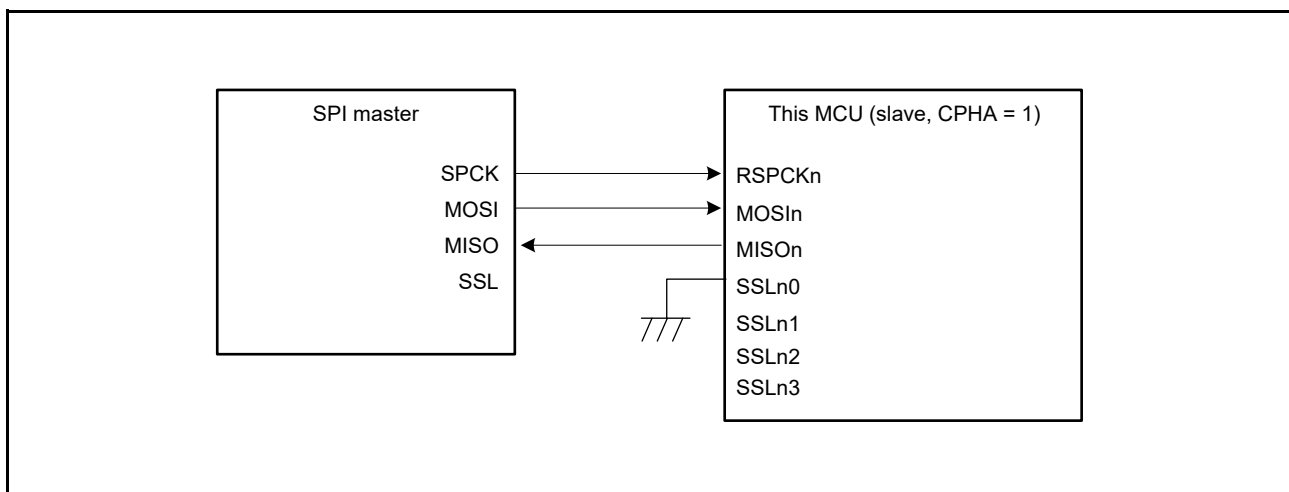 SPI master
SPCK
MOSI
MISO
SSL
This MCU (slave, CPHA = 1)
RSPCKn
MOSIn
MISOn
SSLn0
SSLn1
SSLn2
SSLn3